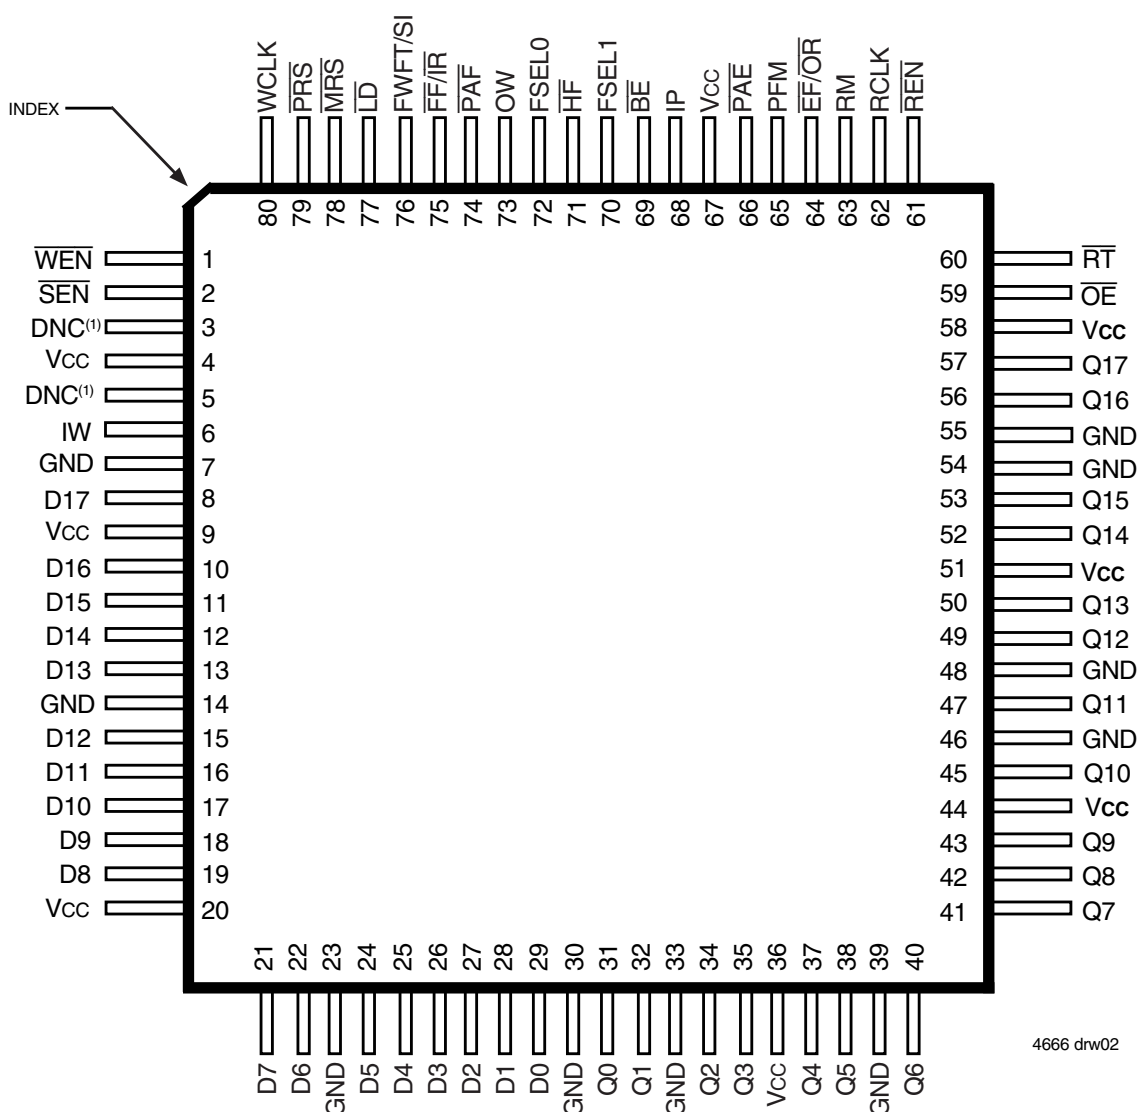 WCLK PRS MRS LD FWFT/SI FF/IR PAF OW FSEL0 HF FSEL1 BE IP VCC PAE PFM EF/OR RM RCLK REN
INDEX
80 79 78 77 76 75 74 73 72 71 70 69 68 67 66 65 64 63 62 61
WEN 1 60 RT
SEN 2 59 OE
DNC(1) 3 58 Vcc
VCC 4 57 Q17
DNC(1) 5 56 Q16
IW 6 55 GND
GND 7 54 GND
D17 8 53 Q15
VCC 9 52 Q14
D16 10 51 Vcc
D15 11 50 Q13
D14 12 49 Q12
D13 13 48 GND
GND 14 47 Q11
D12 15 46 GND
D11 16 45 Q10
D10 17 44 Vcc
D9 18 43 Q9
D8 19 42 Q8
VCC 20 41 Q7
21 22 23 24 25 26 27 28 29 30 31 32 33 34 35 36 37 38 39 40
D7 D6 GND D5 D4 D3 D2 D1 D0 GND Q0 Q1 GND Q2 Q3 VCC Q4 Q5 GND Q6
4666 drw02